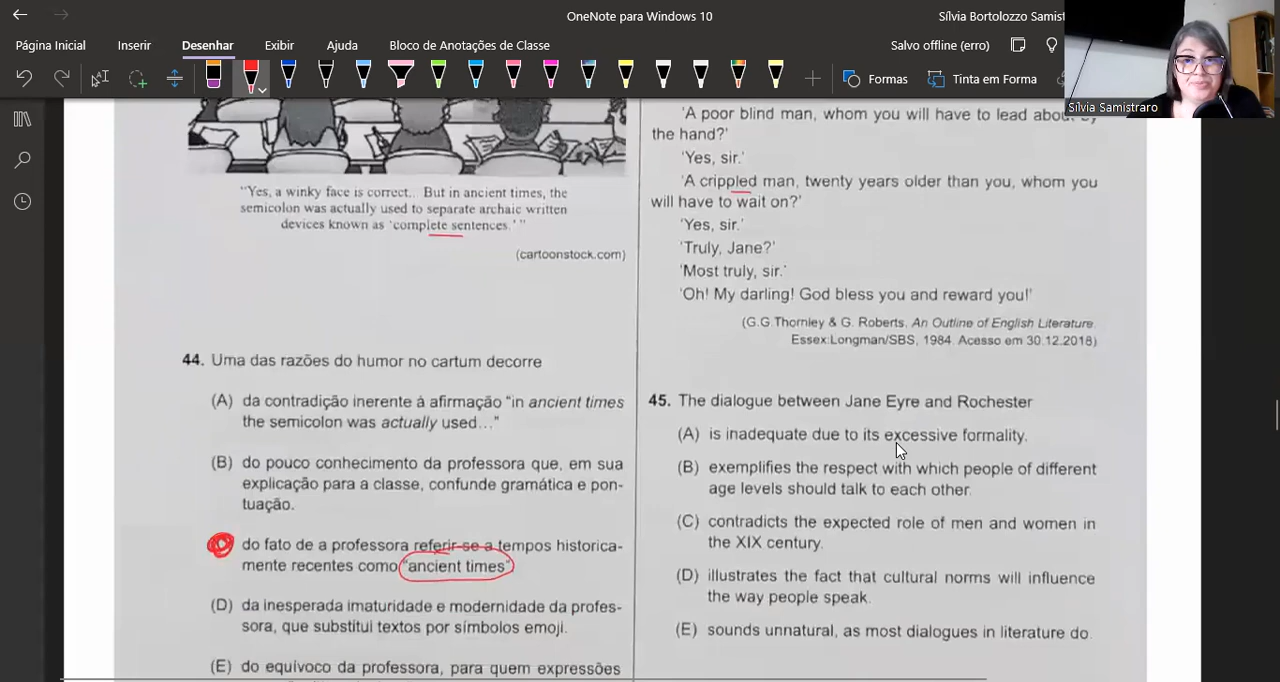 OneNote para Windows 10
Sílvia Bortolozzo Samist
Página Inicial
Inserir
Desenhar
Exibir
Ajuda
Bloco de Anotações de Classe
Salvo offline (erro)
Formas
Tinta em Forma
Sílvia Samistraro
"Yes, a winky face is correct.. But in ancient times, the
semicolon was actually used to separate archaic written
devices known as 'complete sentences.' "
(cartoonstock.com)
44. Uma das razões do humor no cartum decorre
(A) da contradição inerente à afirmação "in ancient times
the semicolon was actually used..."
(B) do pouco conhecimento da professora que, em sua
explicação para a classe, confunde gramática e pon-
tuação.
do fato de a professora referir-se a tempos historica-
mente recentes como "ancient times"
(D) da inesperada imaturidade e modernidade da profes-
sora, que substitui textos por símbolos emoji.
(E) do equívoco da professora, para quem expressões
'A poor blind man, whom you will have to lead about by
the hand?'
'Yes, sir.'
'A crippled man, twenty years older than you, whom you
will have to wait on?'
'Yes, sir.'
'Truly, Jane?'
'Most truly, sir.'
'Oh! My darling! God bless you and reward you!'
(G.G.Thornley & G. Roberts. An Outline of English Literature.
Essex:Longman/SBS, 1984. Acesso em 30.12.2018)
45. The dialogue between Jane Eyre and Rochester
(A) is inadequate due to its excessive formality.
(B) exemplifies the respect with which people of different
age levels should talk to each other.
(C) contradicts the expected role of men and women in
the XIX century.
(D) illustrates the fact that cultural norms will influence
the way people speak.
(E) sounds unnatural, as most dialogues in literature do.